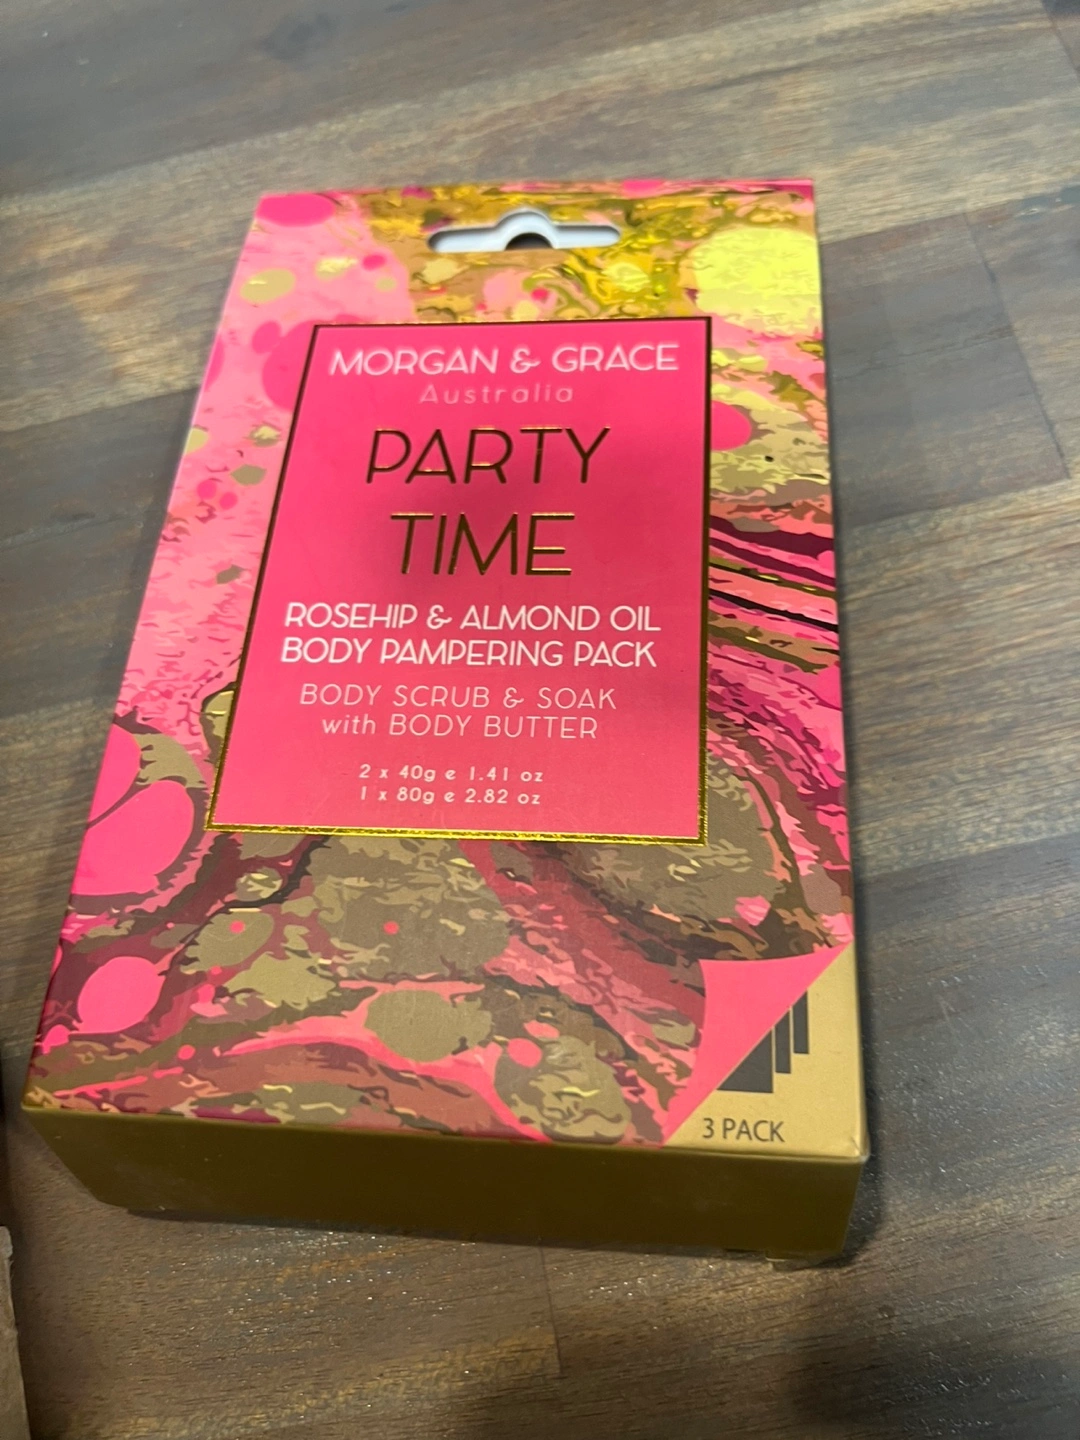 MORGAN & GRACE
Australia
PARTY
TIME
ROSEHIP & ALMOND OIL
BODY PAMPERING PACK
BODY SCRUB & SOAK
with BODY BUTTER
2 x 40g e 1.41 oz
1 x 80g e 2.82 oz
3 PACK